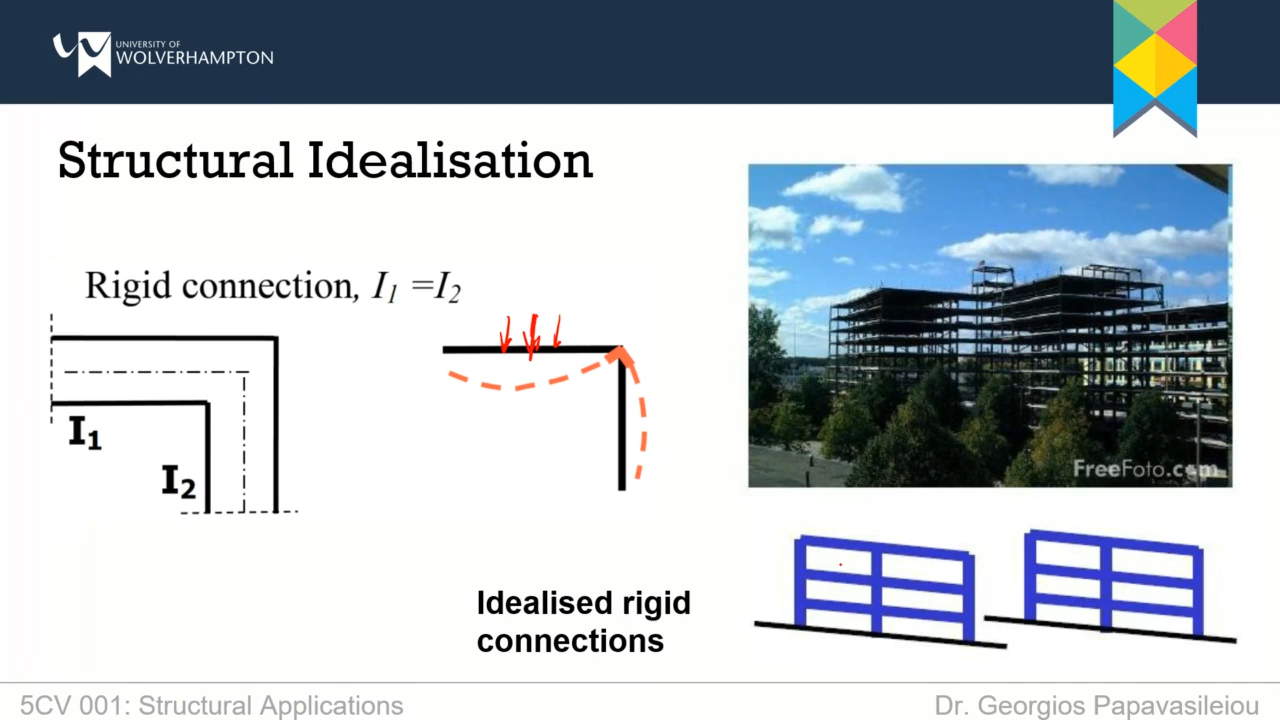 UNIVERSITY OF
WOLVERHAMPTON
Structural Idealisation
Rigid connection, I₁ =I₂
I₁
I₂
FreeFoto.com
Idealised rigid
connections
5CV 001: Structural Applications
Dr. Georgios Papavasileiou